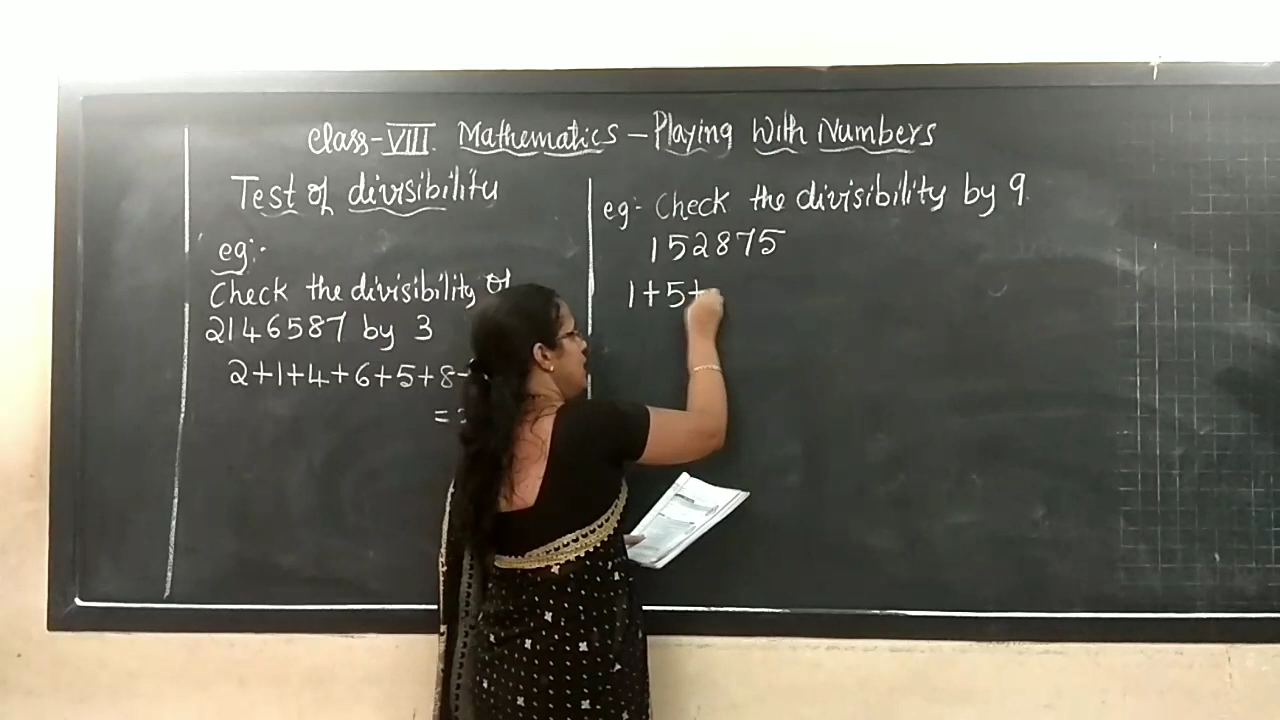 Class-VIII. Mathematics – Playing With Numbers
Test of divisibility
eg:-
Check the divisibility of
2146587 by 3
2+1+4+6+5+8
=
eg:- Check the divisibility by 9
152875
1+5+